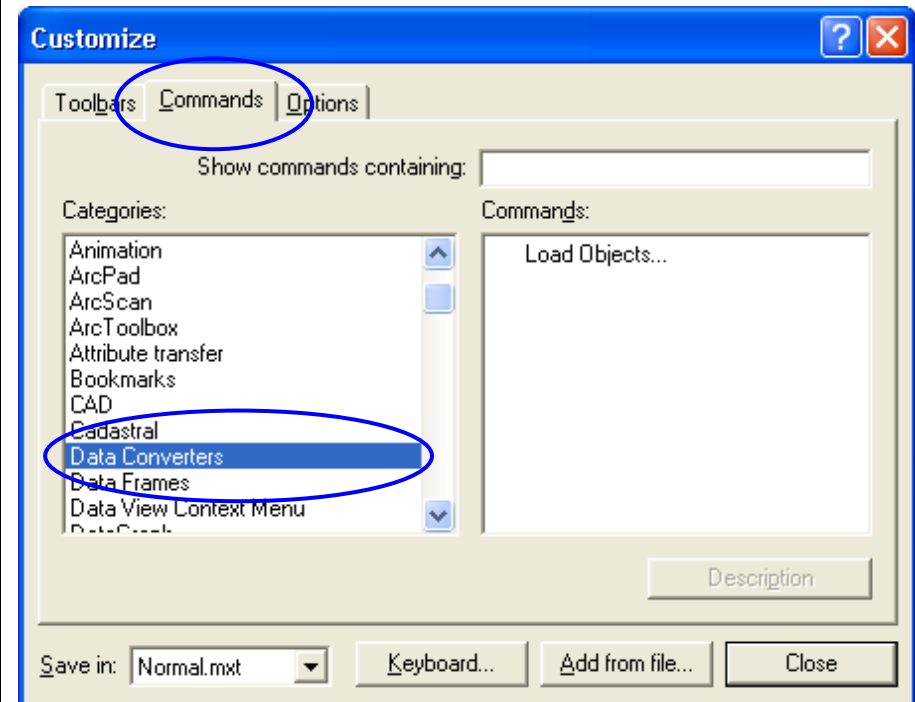 Customize
Toolbars Commands Options
Show commands containing:
Categories:
Commands:
Animation
ArcPad
ArcScan
ArcToolbox
Attribute transfer
Bookmarks
CAD
Cadastral
Data Converters
Data Frames
Data View Context Menu
DataGraph
Load Objects...
Description
Save in: Normal.mxt Keyboard... Add from file... Close